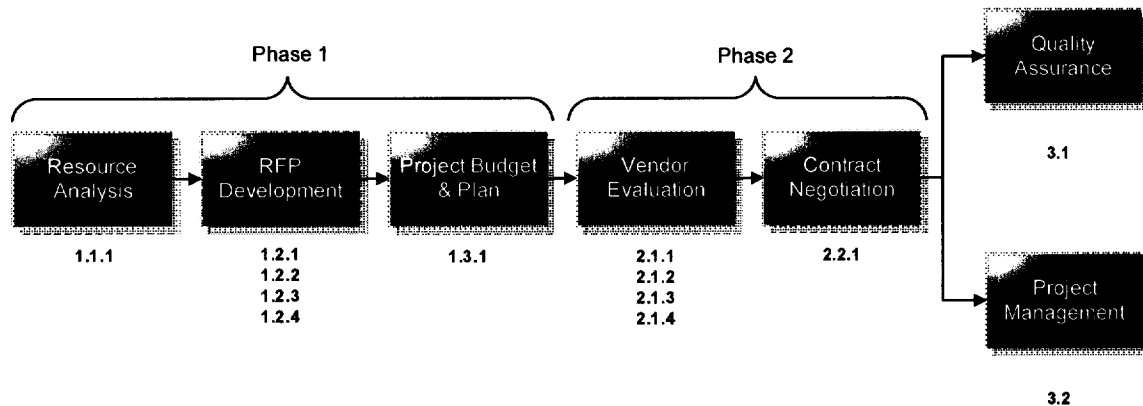 Phase 1
Phase 2
Quality
Assurance
3.1
Resource
Analysis
1.1.1
RFP
Development
1.2.1
1.2.2
1.2.3
1.2.4
Project Budget
& Plan
1.3.1
Vendor
Evaluation
2.1.1
2.1.2
2.1.3
2.1.4
Contract
Negotiation
2.2.1
Project
Management
3.2